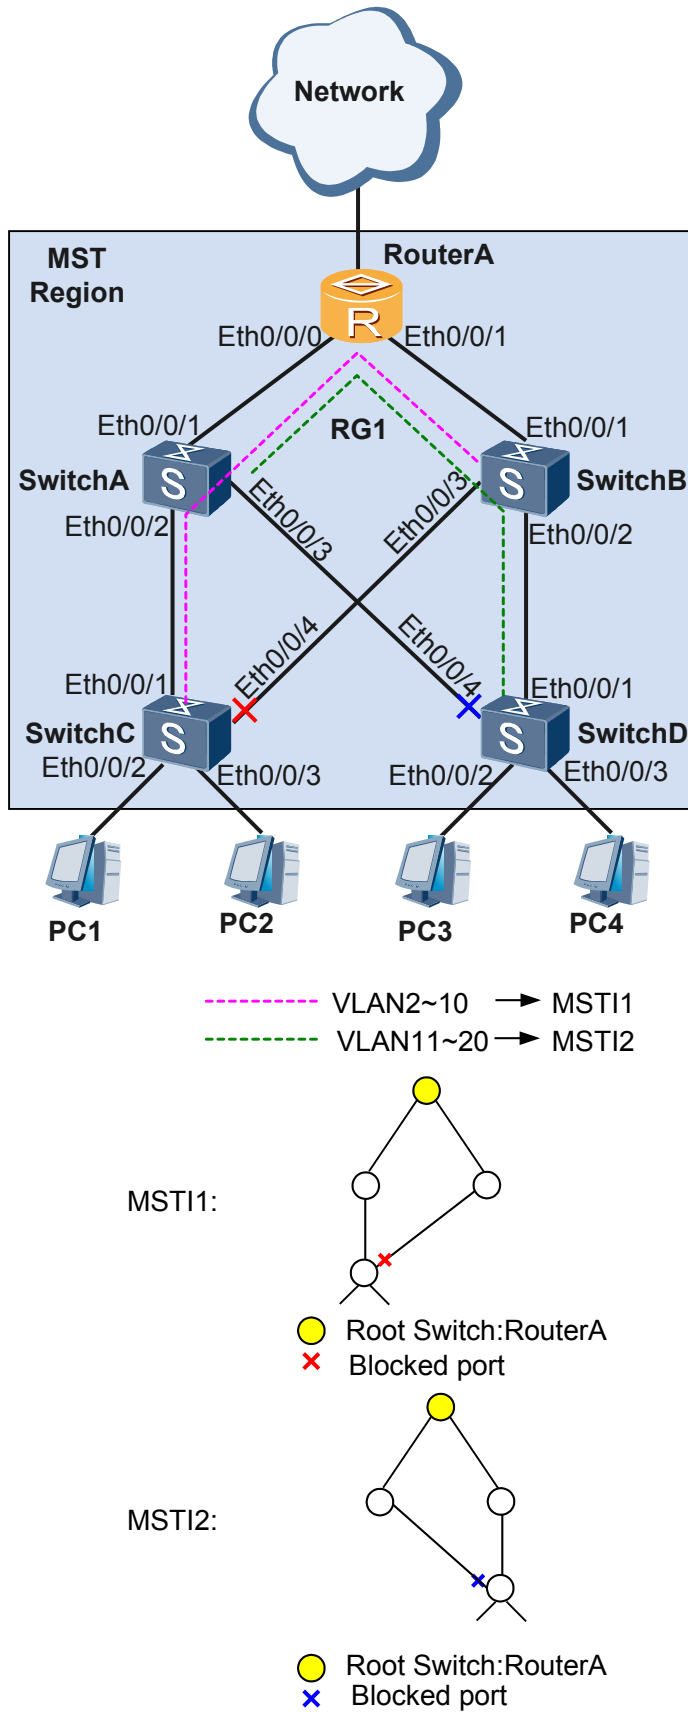 Network
MST
Region
RouterA
R
Eth0/0/0
Eth0/0/1
RG1
Eth0/0/1
Eth0/0/1
SwitchA
S
S
SwitchB
Eth0/0/2
Eth0/0/3
Eth0/0/3
Eth0/0/2
Eth0/0/4
Eth0/0/4
Eth0/0/1
Eth0/0/1
SwitchC
S
S
SwitchD
Eth0/0/2
Eth0/0/3
Eth0/0/2
Eth0/0/3
PC1
PC2
PC3
PC4
VLAN2~10 → MSTI1
VLAN11~20 → MSTI2
MSTI1:
Root Switch:RouterA
Blocked port
MSTI2:
Root Switch:RouterA
Blocked port